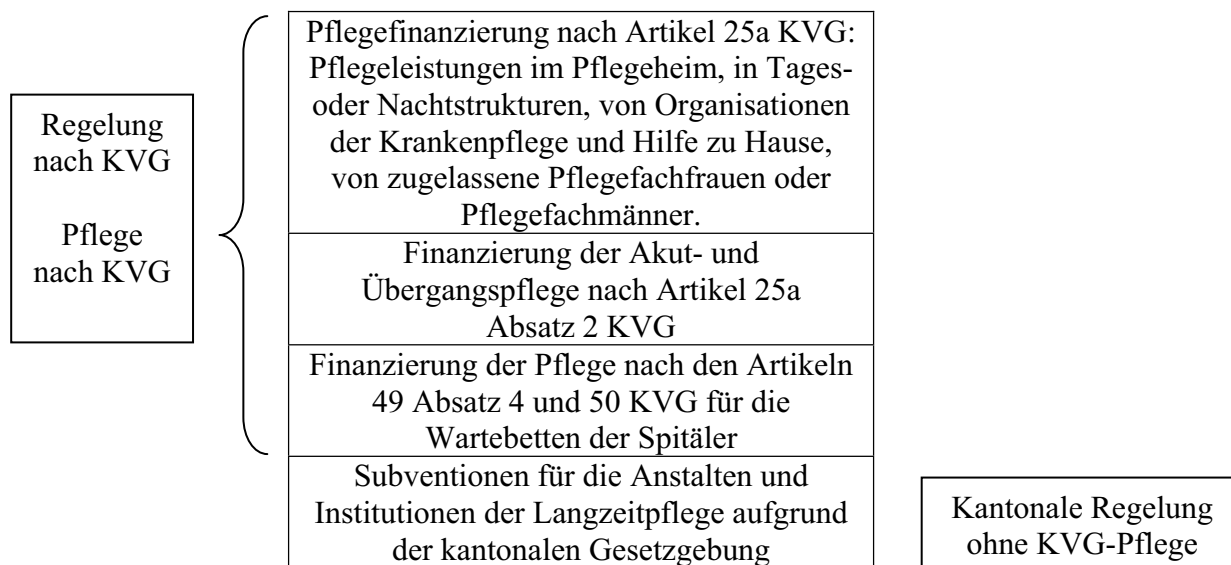 Regelung
nach KVG
Pflege
nach KVG
Pflegefinanzierung nach Artikel 25a KVG:
Pflegeleistungen im Pflegeheim, in Tages-
oder Nachtstrukturen, von Organisationen
der Krankenpflege und Hilfe zu Hause,
von zugelassene Pflegefachfrauen oder
Pflegefachmänner.
Finanzierung der Akut- und
Übergangspflege nach Artikel 25a
Absatz 2 KVG
Finanzierung der Pflege nach den Artikeln
49 Absatz 4 und 50 KVG für die
Wartebetten der Spitäler
Subventionen für die Anstalten und
Institutionen der Langzeitpflege aufgrund
der kantonalen Gesetzgebung
Kantonale Regelung
ohne KVG-Pflege